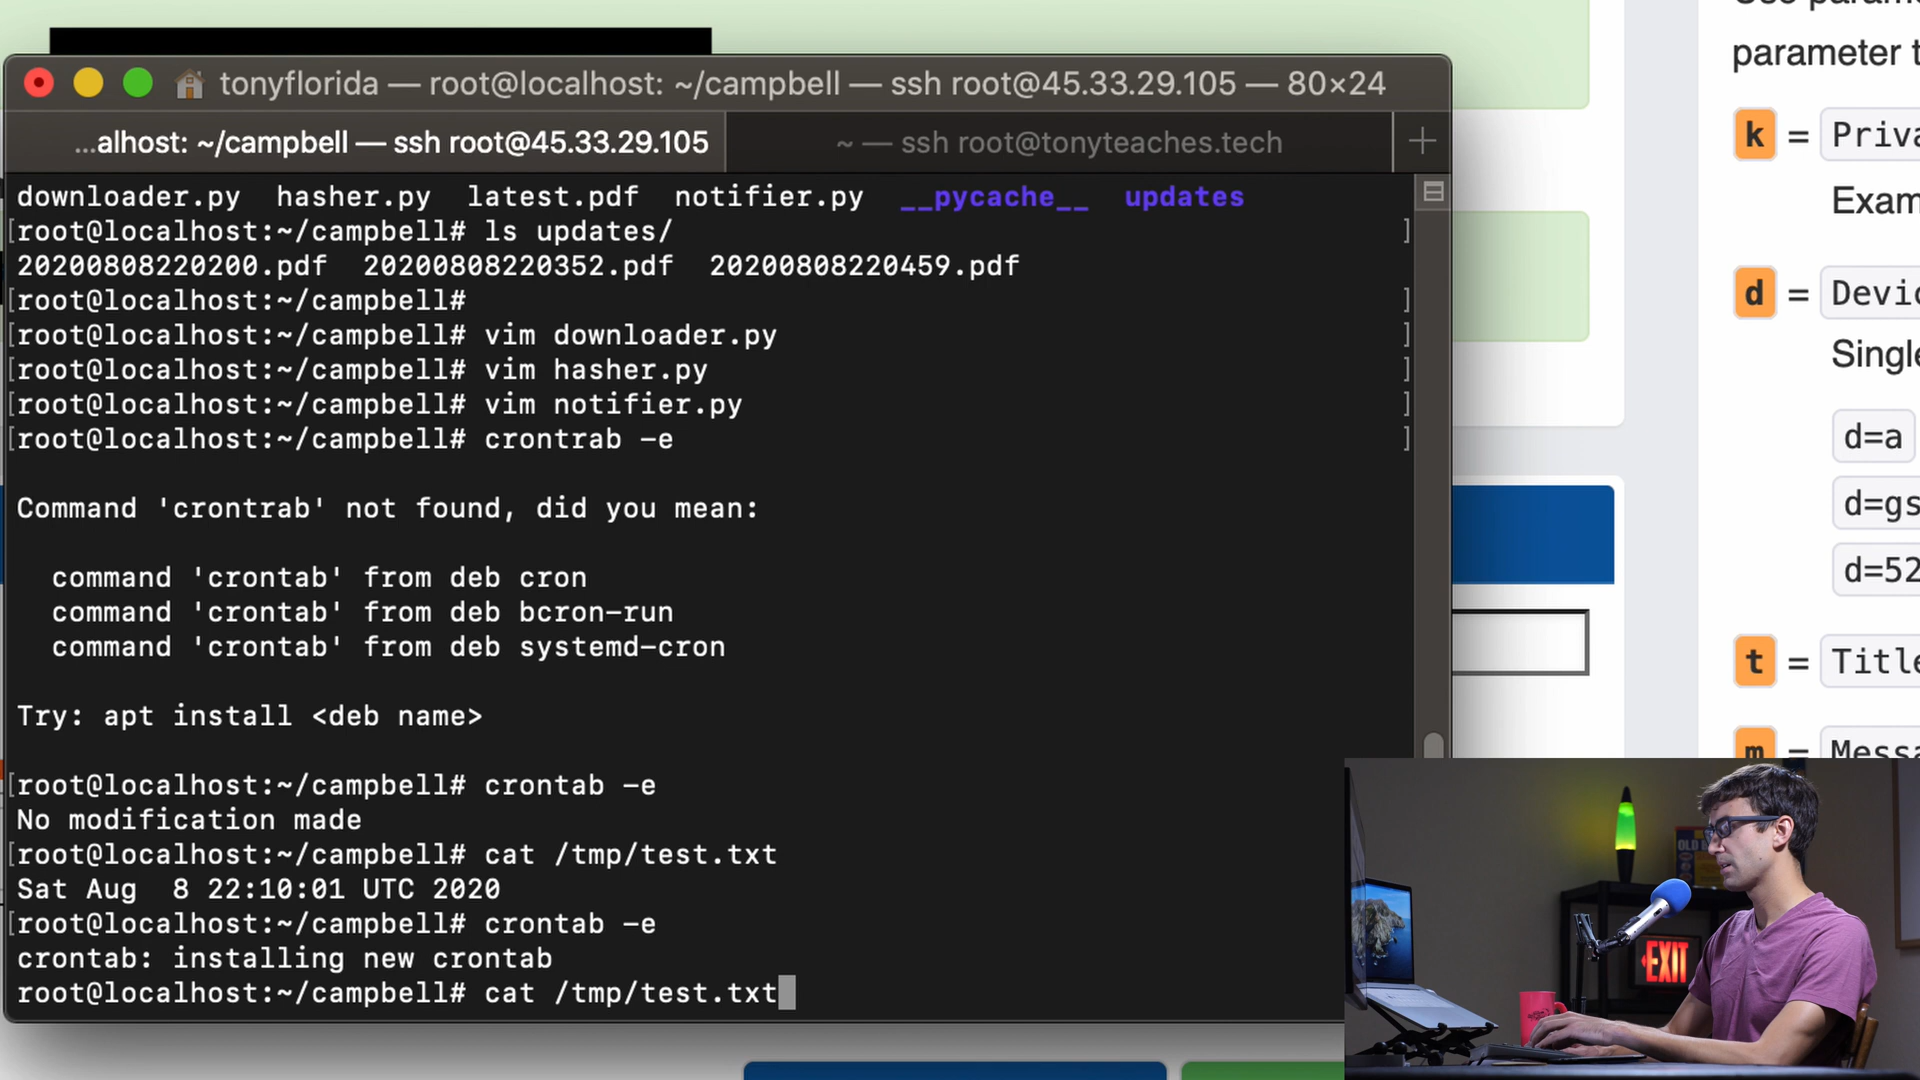 tonyflorida — root@localhost: ~/campbell — ssh root@45.33.29.105 — 80×24
...alhost: ~/campbell — ssh root@45.33.29.105
~ — ssh root@tonyteaches.tech
downloader.py hasher.py latest.pdf notifier.py __pycache__ updates
[root@localhost:~/campbell# ls updates/ ]
20200808220200.pdf 20200808220352.pdf 20200808220459.pdf
[root@localhost:~/campbell# ]
[root@localhost:~/campbell# vim downloader.py ]
[root@localhost:~/campbell# vim hasher.py ]
[root@localhost:~/campbell# vim notifier.py ]
[root@localhost:~/campbell# crontrab -e ]
Command 'crontrab' not found, did you mean:
command 'crontab' from deb cron
command 'crontab' from deb bcron-run
command 'crontab' from deb systemd-cron
Try: apt install <deb name>
[root@localhost:~/campbell# crontab -e
No modification made
[root@localhost:~/campbell# cat /tmp/test.txt
Sat Aug  8 22:10:01 UTC 2020
[root@localhost:~/campbell# crontab -e
crontab: installing new crontab
root@localhost:~/campbell# cat /tmp/test.txt
parameter t
k = Priva
Exam
d = Devic
Single
d=a
d=gs
d=52
t = Title
m = Messa
EXIT